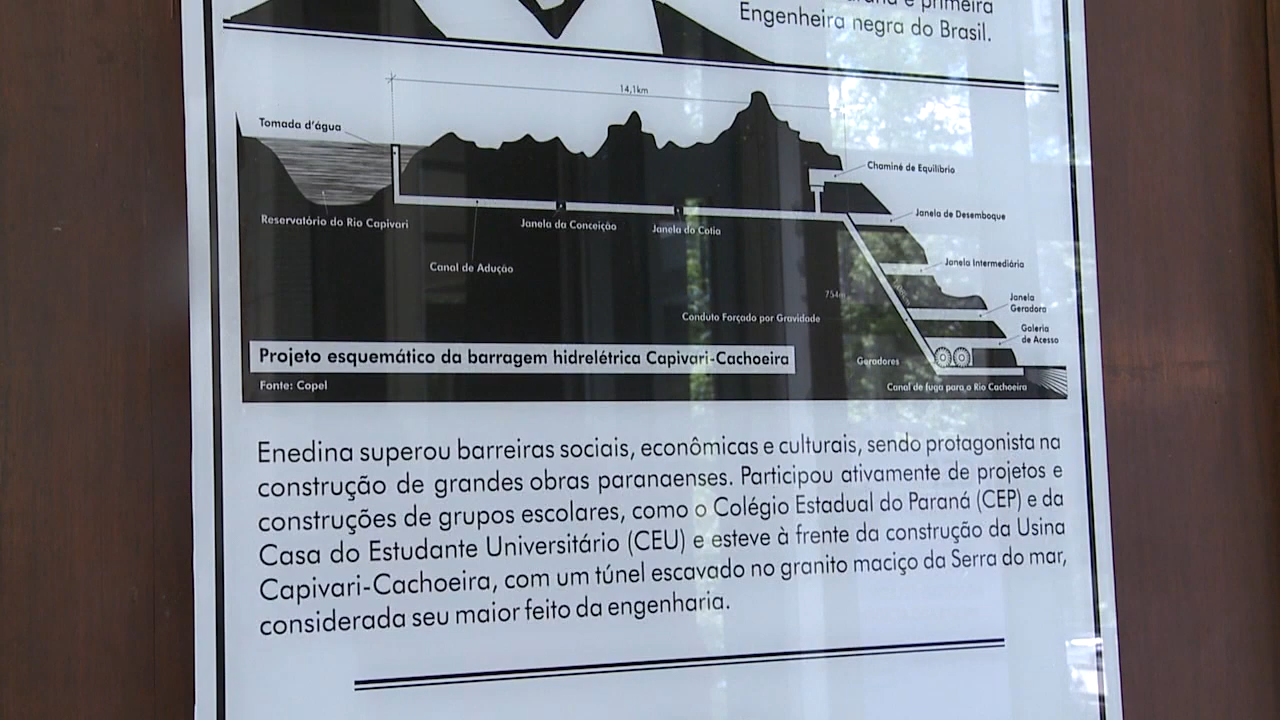 e primeira
Engenheira negra do Brasil.
14,1km
Tomada d'água
Chaminé de Equilíbrio
Reservatório do Rio Capivari
Janela da Conceição
Janela do Cotia
Janela de Desemboque
Canal de Adução
Janela Intermediária
754m
Janela
Geradora
Conduto Forçado por Gravidade
Galeria
de Acesso
Projeto esquemático da barragem hidrelétrica Capivari-Cachoeira
Geradores
Fonte: Copel
Canal de fuga para o Rio Cachoeira
Enedina superou barreiras sociais, econômicas e culturais, sendo protagonista na
construção de grandes obras paranaenses. Participou ativamente de projetos e
construções de grupos escolares, como o Colégio Estadual do Paraná (CEP) e da
Casa do Estudante Universitário (CEU) e esteve à frente da construção da Usina
Capivari-Cachoeira, com um túnel escavado no granito maciço da Serra do mar,
considerada seu maior feito da engenharia.